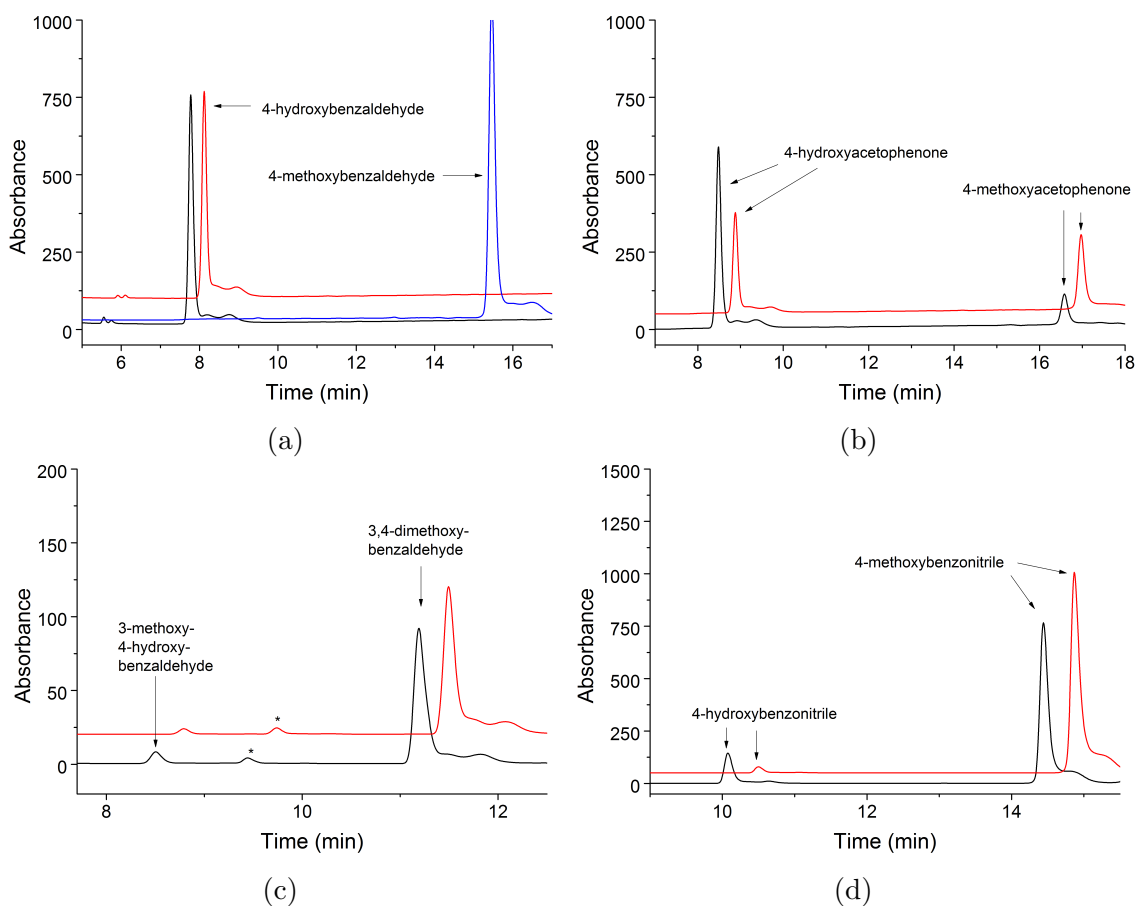 1000
750
500
250
0
Absorbance
4-hydroxybenzaldehyde
4-methoxybenzaldehyde
6
8
10
12
14
16
Time (min)
(a)
1000
750
500
250
0
Absorbance
4-hydroxyacetophenone
4-methoxyacetophenone
8
10
12
14
16
18
Time (min)
(b)
200
150
100
50
0
Absorbance
3,4-dimethoxy-
benzaldehyde
3-methoxy-
4-hydroxy-
benzaldehyde
*
*
8
10
12
Time (min)
(c)
1500
1250
1000
750
500
250
0
Absorbance
4-methoxybenzonitrile
4-hydroxybenzonitrile
10
12
14
Time (min)
(d)